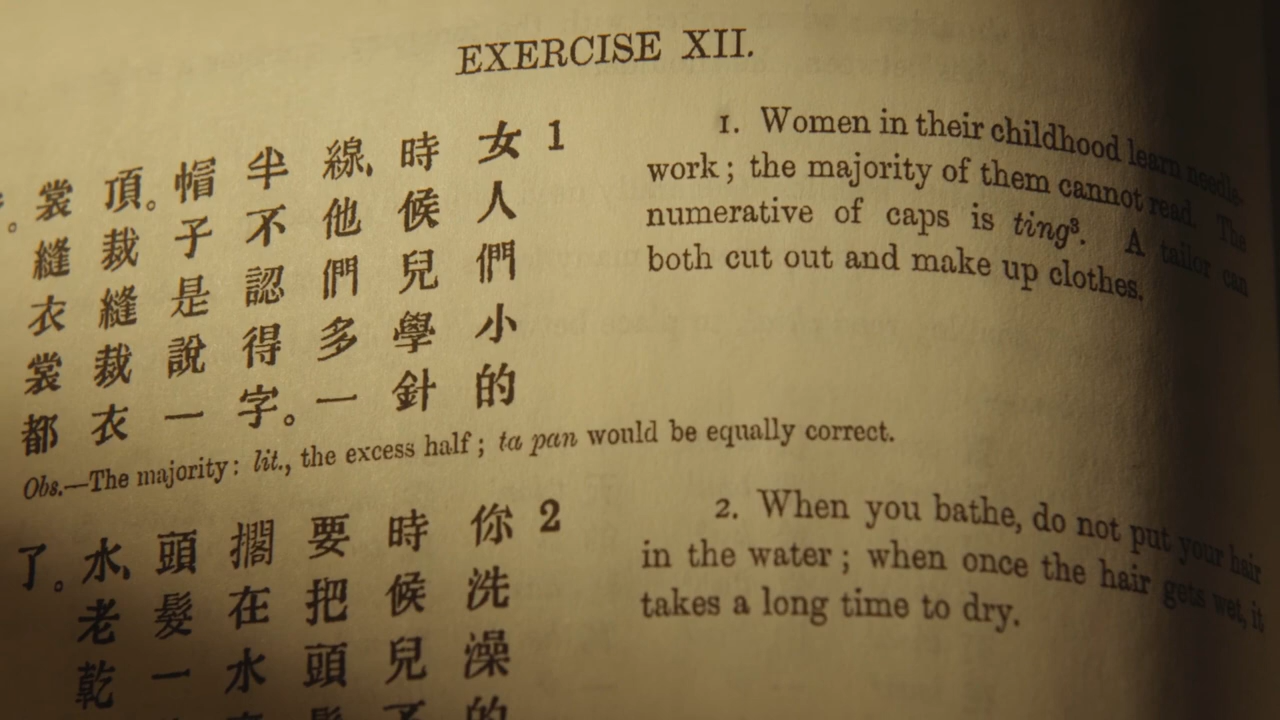 EXERCISE XII.
1
女人們小的
時候兒學針
線、他們多一
半不認得字。
帽子是說一
頂。裁縫裁衣
裳縫衣裳都
1. Women in their childhood learn needle-
work; the majority of them cannot read. The
numerative of caps is ting³. A tailor can
both cut out and make up clothes.
Obs.—The majority: lit., the excess half; ta pan would be equally correct.
2
你洗澡的
時候兒不
要把頭髮
擱在水
頭髮一
水、老乾
了。
2. When you bathe, do not put your hair
in the water; when once the hair gets wet, it
takes a long time to dry.